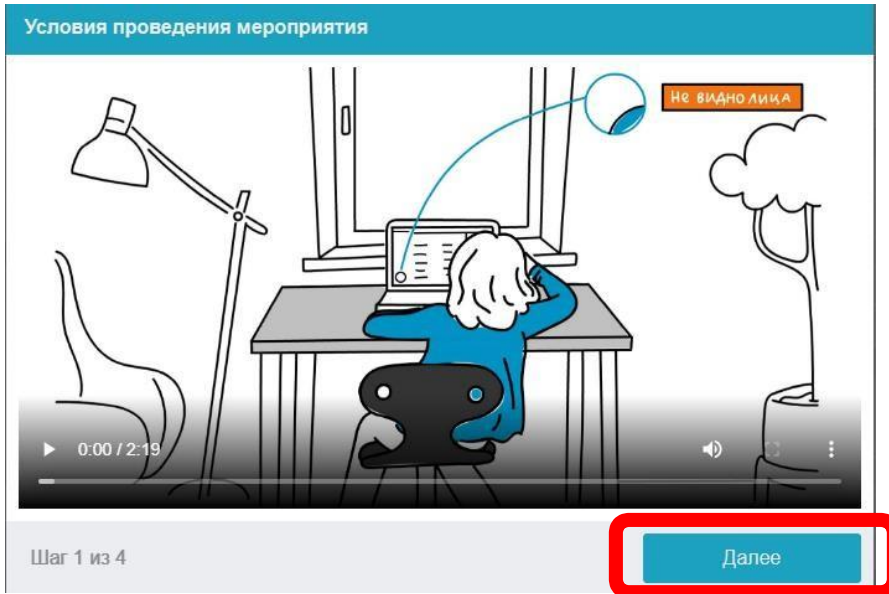 Условия проведения мероприятия
Не видно лица
0:00 / 2:19
Шаг 1 из 4
Далее